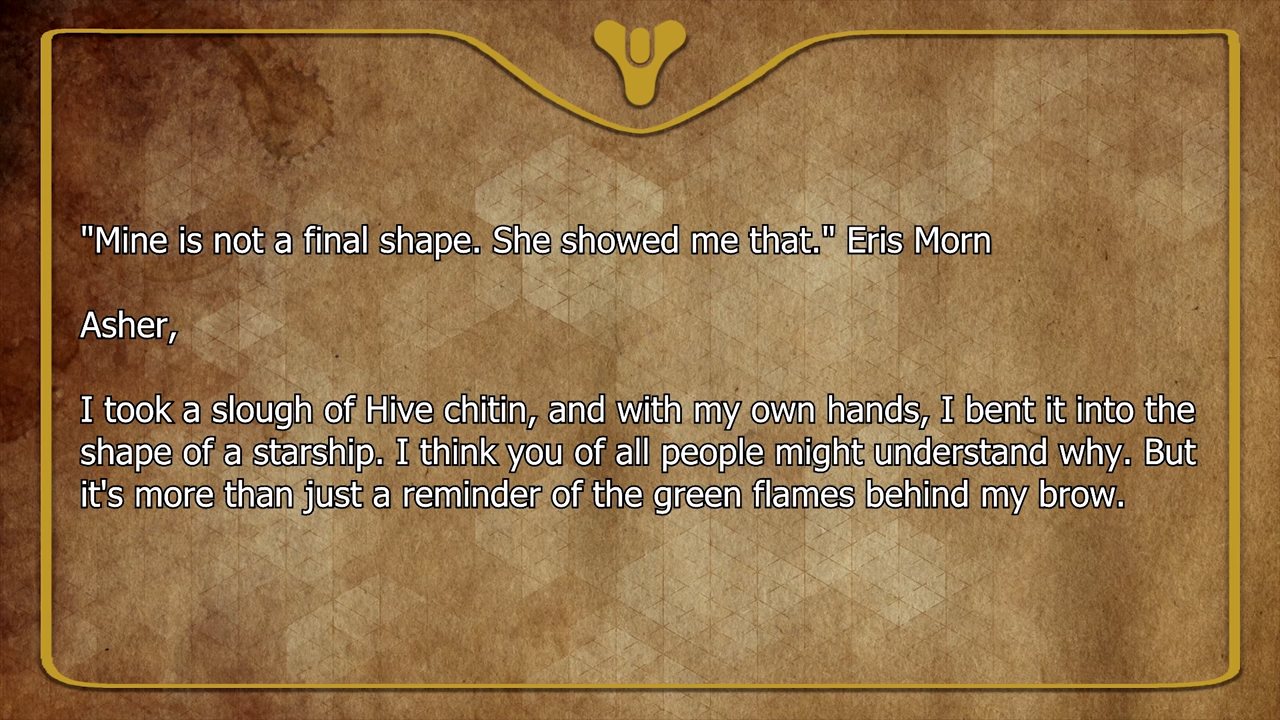 "Mine is not a final shape. She showed me that." Eris Morn
Asher,
I took a slough of Hive chitin, and with my own hands, I bent it into the
shape of a starship. I think you of all people might understand why. But
it's more than just a reminder of the green flames behind my brow.